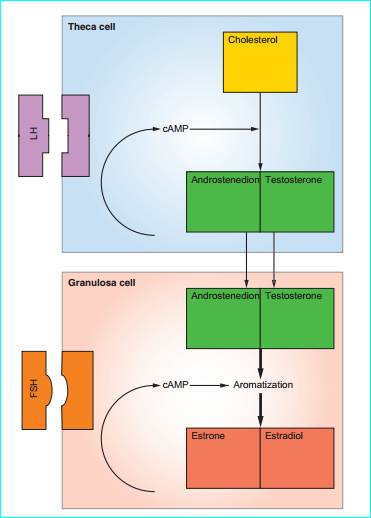 Theca cell
Cholesterol
LH
cAMP
Androstenedion Testosterone
Granulosa cell
Androstenedion Testosterone
FSH
cAMP
Aromatization
Estrone Estradiol